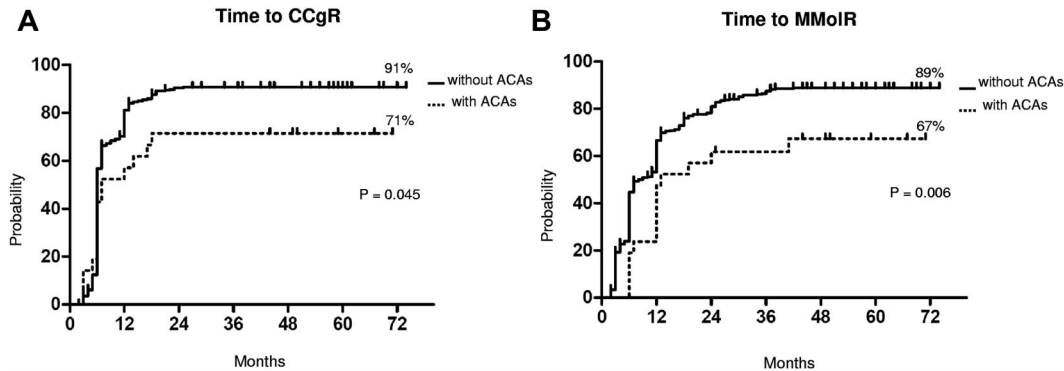 A
Time to CCgR
100
80
60
40
20
0
Probability
0 12 24 36 48 60 72
Months
91%
71%
without ACAs
with ACAs
P = 0.045
B
Time to MMolR
100
80
60
40
20
0
Probability
0 12 24 36 48 60 72
Months
89%
67%
without ACAs
with ACAs
P = 0.006